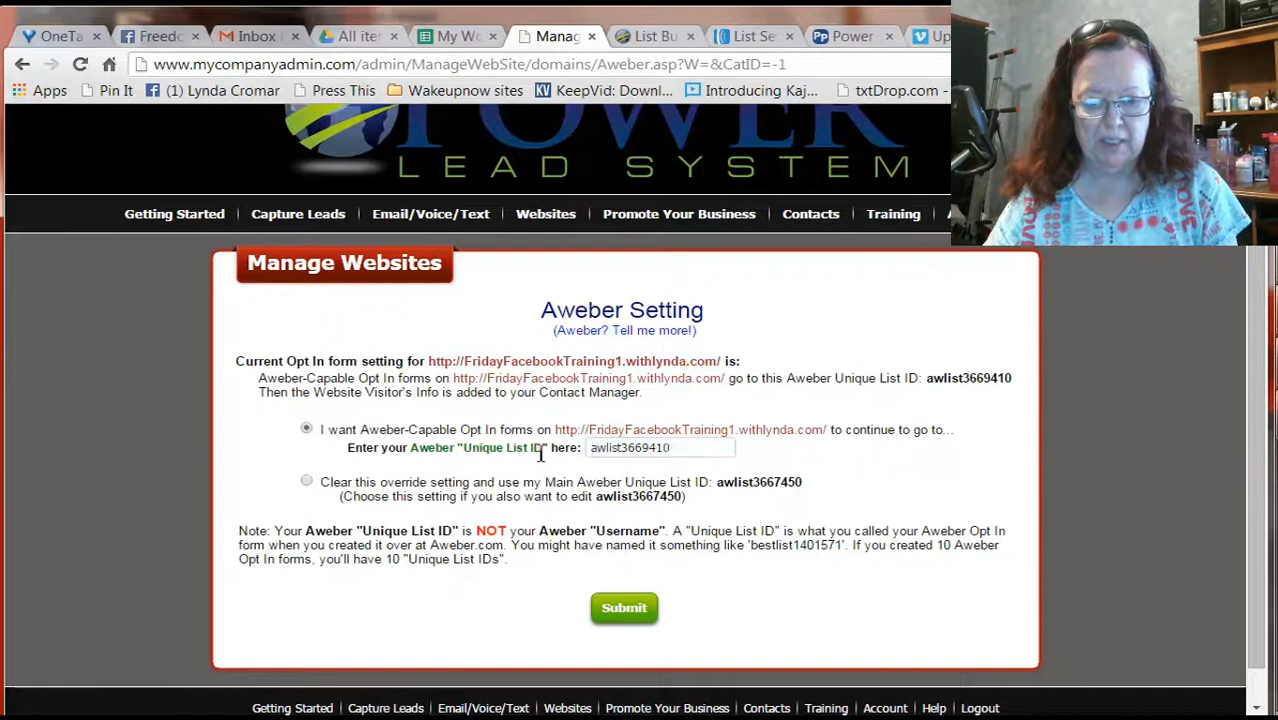 OneTa
Freed
Inbox
All iter
My Wo
Manag
List Bu
List Se
Power
Up
www.mycompanyadmin.com/admin/ManageWebSite/domains/Aweber.asp?W=&CatID=-1
Apps Pin It (1) Lynda Cromar Press This Wakeupnow sites KV KeepVid: Downl... Introducing Kaj... txtDrop.com -
POWER
LEAD SYSTEM
Getting Started Capture Leads Email/Voice/Text Websites Promote Your Business Contacts Training A
Manage Websites
Aweber Setting
(Aweber? Tell me more!)
Current Opt In form setting for http://FridayFacebookTraining1.withlynda.com/ is:
Aweber-Capable Opt In forms on http://FridayFacebookTraining1.withlynda.com/ go to this Aweber Unique List ID: awlist3669410
Then the Website Visitor's Info is added to your Contact Manager.
I want Aweber-Capable Opt In forms on http://FridayFacebookTraining1.withlynda.com/ to continue to go to...
Enter your Aweber "Unique List ID" here: awlist3669410
Clear this override setting and use my Main Aweber Unique List ID: awlist3667450
(Choose this setting if you also want to edit awlist3667450)
Note: Your Aweber "Unique List ID" is NOT your Aweber "Username". A "Unique List ID" is what you called your Aweber Opt In
form when you created it over at Aweber.com. You might have named it something like 'bestlist1401571'. If you created 10 Aweber
Opt In forms, you'll have 10 "Unique List IDs".
Submit
Getting Started Capture Leads Email/Voice/Text Websites Promote Your Business Contacts Training Account Help Logout